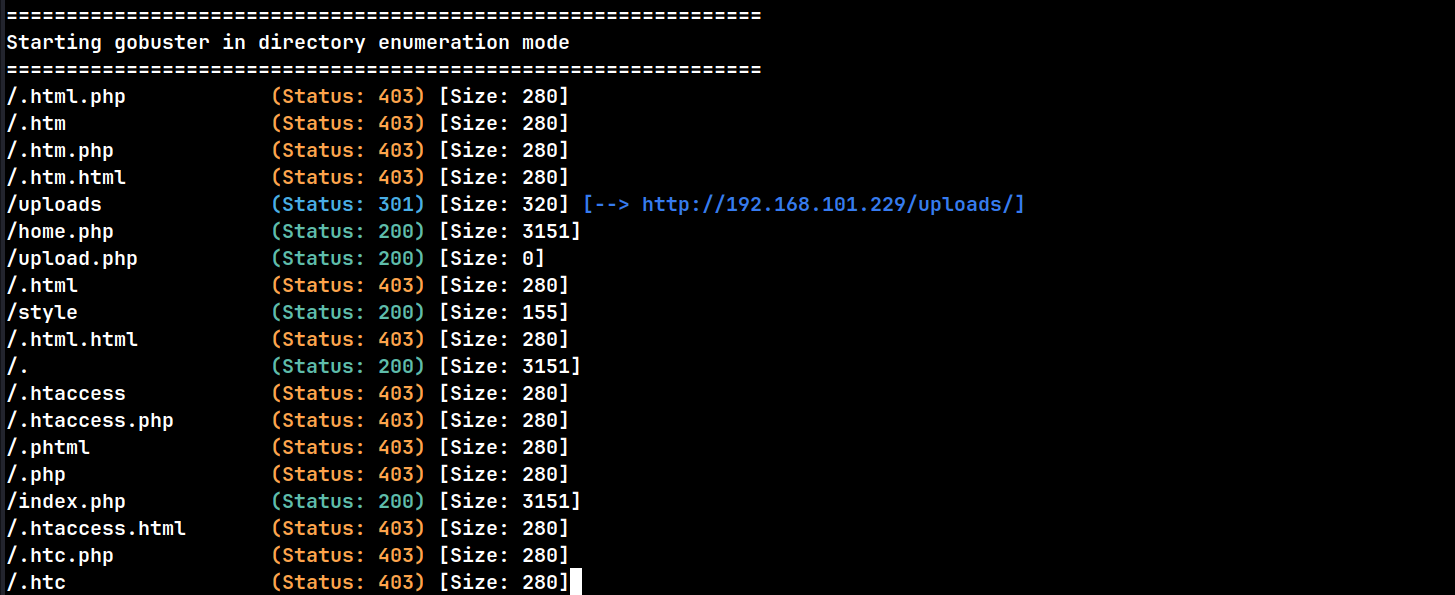 ===============================================================
Starting gobuster in directory enumeration mode
===============================================================
/.html.php            (Status: 403) [Size: 280]
/.htm                 (Status: 403) [Size: 280]
/.htm.php             (Status: 403) [Size: 280]
/.htm.html            (Status: 403) [Size: 280]
/uploads              (Status: 301) [Size: 320] [--> http://192.168.101.229/uploads/]
/home.php             (Status: 200) [Size: 3151]
/upload.php           (Status: 200) [Size: 0]
/.html                (Status: 403) [Size: 280]
/style                (Status: 200) [Size: 155]
/.html.html           (Status: 403) [Size: 280]
/.                    (Status: 200) [Size: 3151]
/.htaccess            (Status: 403) [Size: 280]
/.htaccess.php        (Status: 403) [Size: 280]
/.phtml               (Status: 403) [Size: 280]
/.php                 (Status: 403) [Size: 280]
/index.php            (Status: 200) [Size: 3151]
/.htaccess.html       (Status: 403) [Size: 280]
/.htc.php             (Status: 403) [Size: 280]
/.htc                 (Status: 403) [Size: 280]